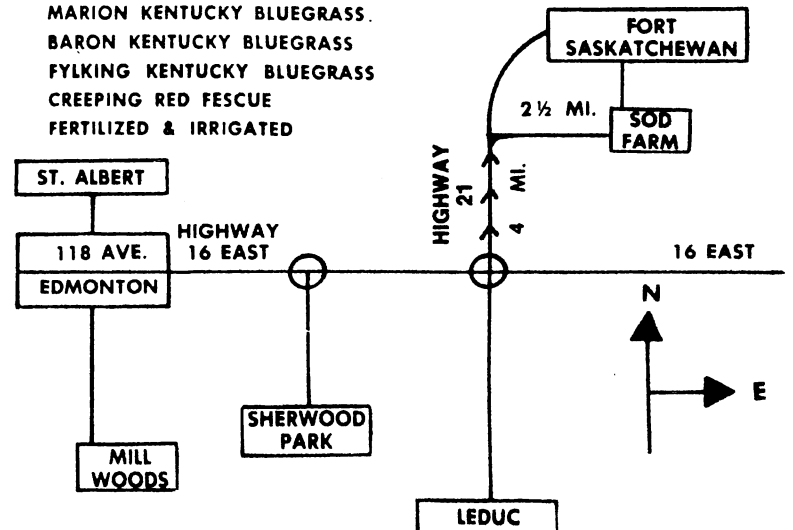 MARION KENTUCKY BLUEGRASS.
BARON KENTUCKY BLUEGRASS
FYLKING KENTUCKY BLUEGRASS
CREEPING RED FESCUE
FERTILIZED & IRRIGATED
FORT
SASKATCHEWAN
2½ MI.
SOD
FARM
HIGHWAY
21
4 MI.
ST. ALBERT
118 AVE.
EDMONTON
HIGHWAY
16 EAST
16 EAST
N
E
SHERWOOD
PARK
MILL
WOODS
LEDUC